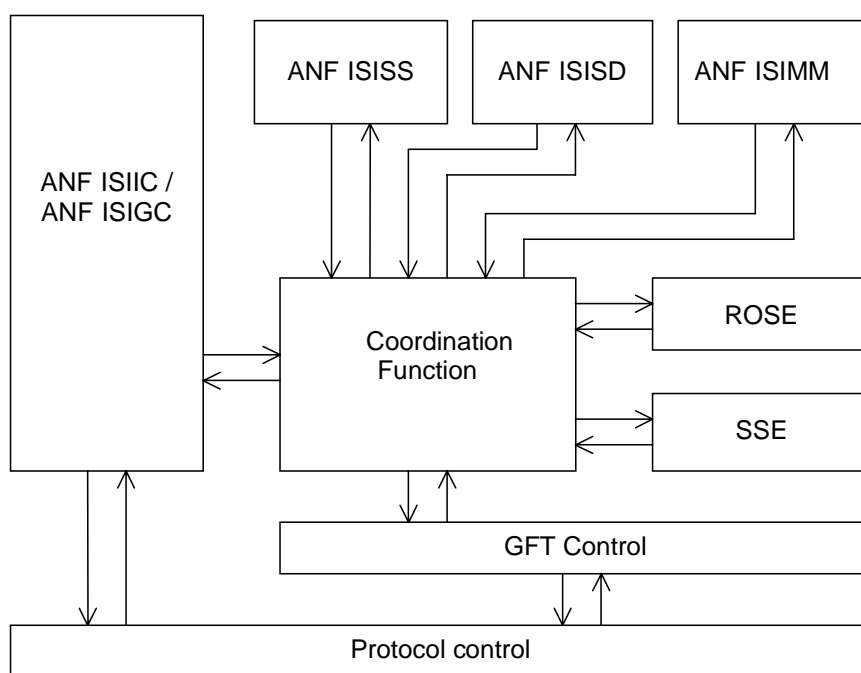 ANF ISISS
ANF ISISD
ANF ISIMM
ANF ISIIC /
ANF ISIGC
Coordination
Function
ROSE
SSE
GFT Control
Protocol control